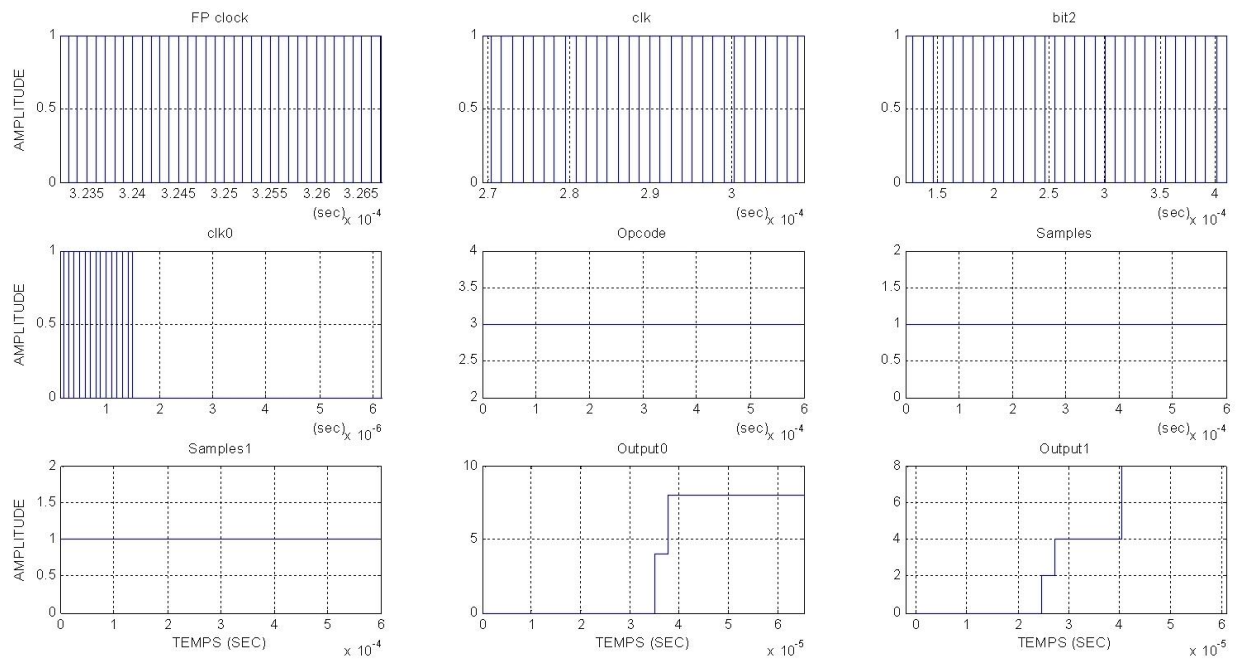 FP clock
clk
bit2
AMPLITUDE
1
0.5
0
3.235 3.24 3.245 3.25 3.255 3.26 3.265
(sec) x 10-4
1
0.5
0
2.7 2.8 2.9 3
(sec) x 10-4
1
0.5
0
1.5 2 2.5 3 3.5 4
(sec) x 10-4
clk0
Opcode
Samples
AMPLITUDE
1
0.5
0
1 2 3 4 5 6
(sec) x 10-6
4
3.5
3
2.5
2
0 1 2 3 4 5 6
(sec) x 10-4
2
1.5
1
0.5
0
0 1 2 3 4 5 6
(sec) x 10-4
Samples1
Output0
Output1
AMPLITUDE
2
1.5
1
0.5
0
0 1 2 3 4 5 6
TEMPS (SEC) x 10-4
10
5
0
0 1 2 3 4 5 6
TEMPS (SEC) x 10-5
8
6
4
2
0
0 1 2 3 4 5 6
TEMPS (SEC) x 10-5